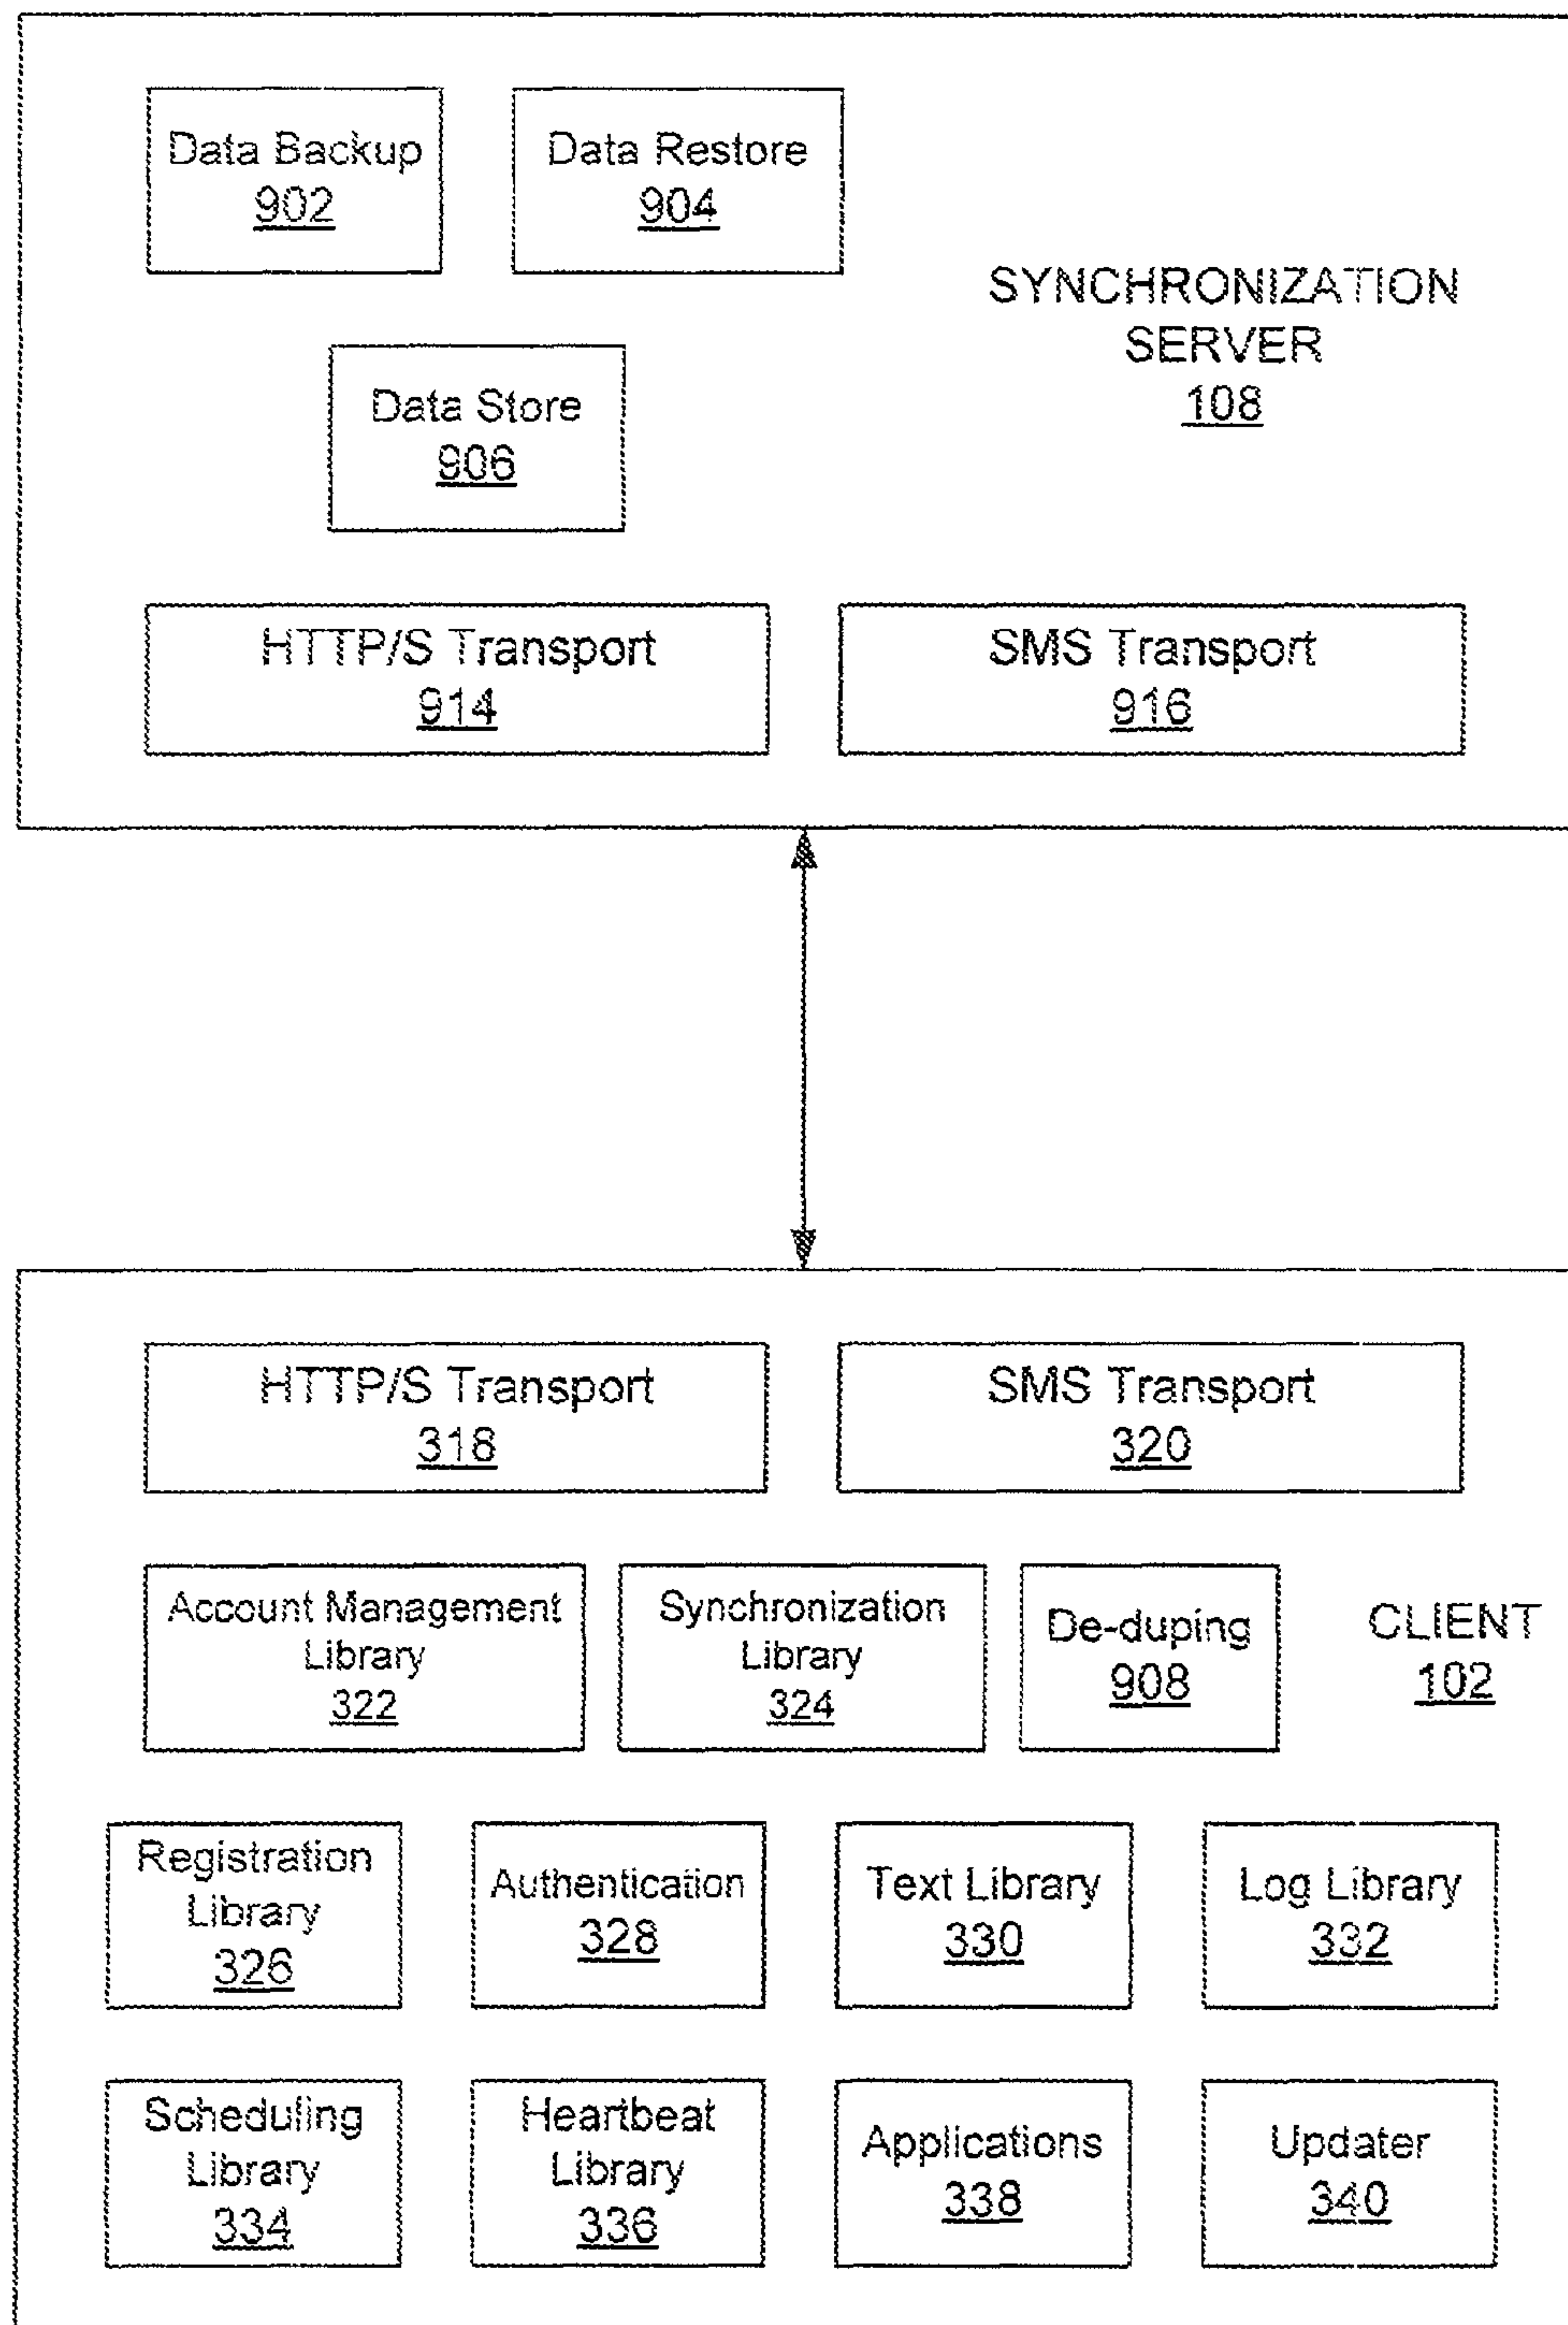 Data Backup
902
Data Restore
904
SYNCHRONIZATION
SERVER
108
Data Store
906
HTTP/S Transport
914
SMS Transport
916
HTTP/S Transport
318
SMS Transport
320
Account Management
Library
322
Synchronization
Library
324
De-duping
908
CLIENT
102
Registration
Library
326
Authentication
328
Text Library
330
Log Library
332
Scheduling
Library
334
Heartbeat
Library
336
Applications
338
Updater
340